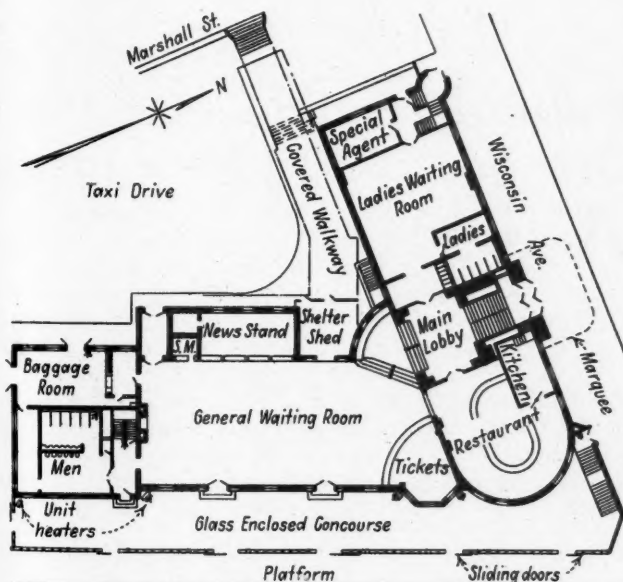 Marshall St.
N
Taxi Drive
Covered Walkway
Special
Agent
Ladies Waiting
Room
Ladies
Wisconsin
Ave.
Marquee
Main
Lobby
Kitchen
Restaurant
Shelter
Shed
News Stand
S.M.
Baggage
Room
General Waiting Room
Men
Tickets
Unit
heaters
Glass Enclosed Concourse
Platform
Sliding doors